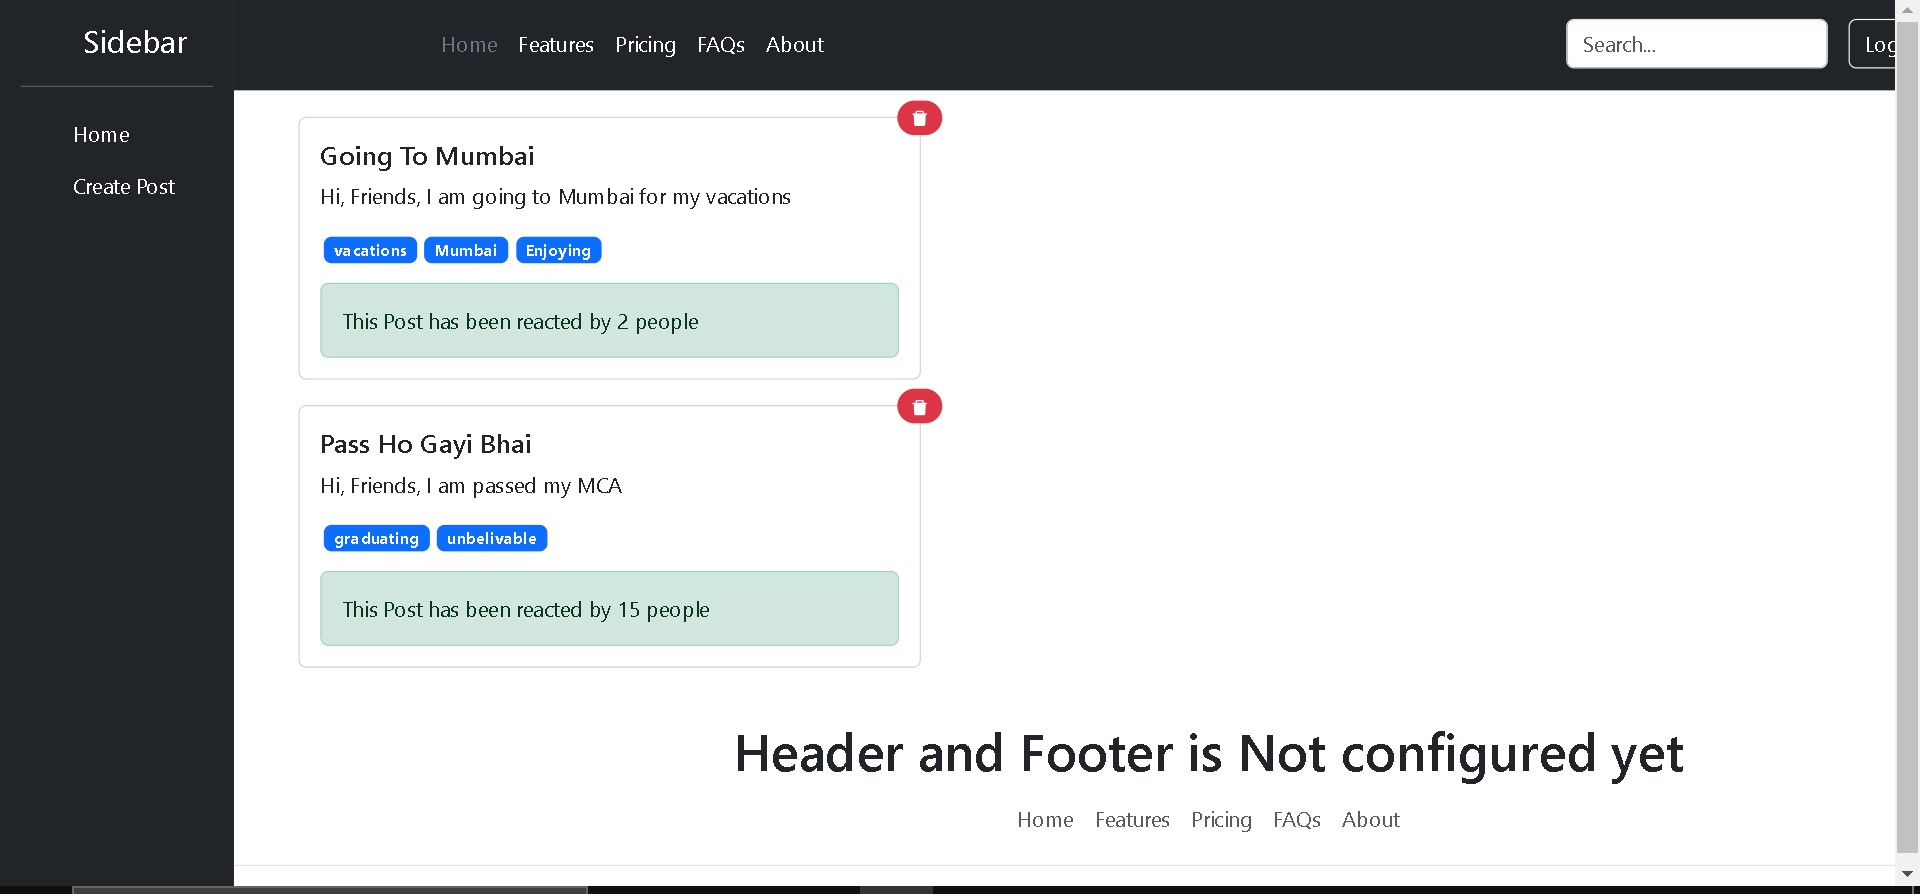 Sidebar
Home
Create Post
Home Features Pricing FAQs About
Search...
Going To Mumbai
Hi, Friends, I am going to Mumbai for my vacations
vacations Mumbai Enjoying
This Post has been reacted by 2 people
Pass Ho Gayi Bhai
Hi, Friends, I am passed my MCA
graduating unbelivable
This Post has been reacted by 15 people
Header and Footer is Not configured yet
Home Features Pricing FAQs About